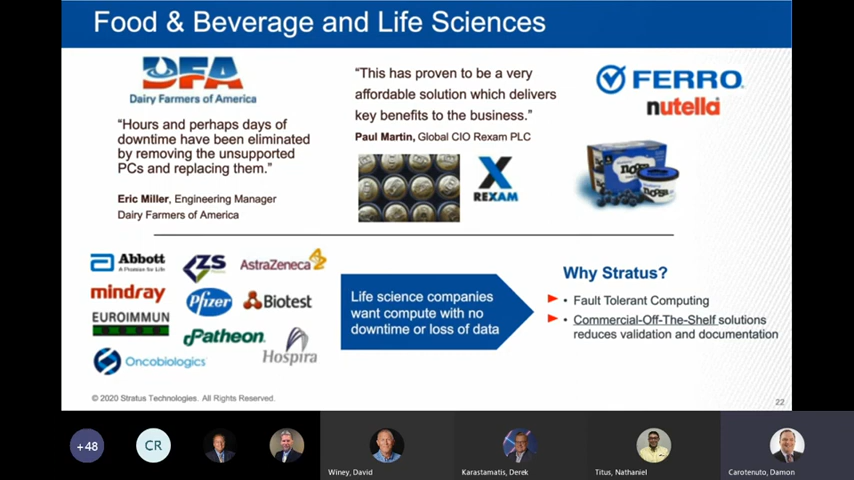 Food & Beverage and Life Sciences
DFA
Dairy Farmers of America
“Hours and perhaps days of
downtime have been eliminated
by removing the unsupported
PCs and replacing them.”
Eric Miller, Engineering Manager
Dairy Farmers of America
“This has proven to be a very
affordable solution which delivers
key benefits to the business.”
Paul Martin, Global CIO Rexam PLC
REXAM
FERRO
nutella
noosa
Abbott
A Promise for Life
ZS
AstraZeneca
mindray
Pfizer
Biotest
EUROIMMUN
Patheon
Hospira
Oncobiologics
Life science companies
want compute with no
downtime or loss of data
Why Stratus?
• Fault Tolerant Computing
• Commercial-Off-The-Shelf solutions
reduces validation and documentation
© 2020 Stratus Technologies. All Rights Reserved.
22
+48
CR
Winey, David
Karastamatis, Derek
Titus, Nathaniel
Carotenuto, Damon